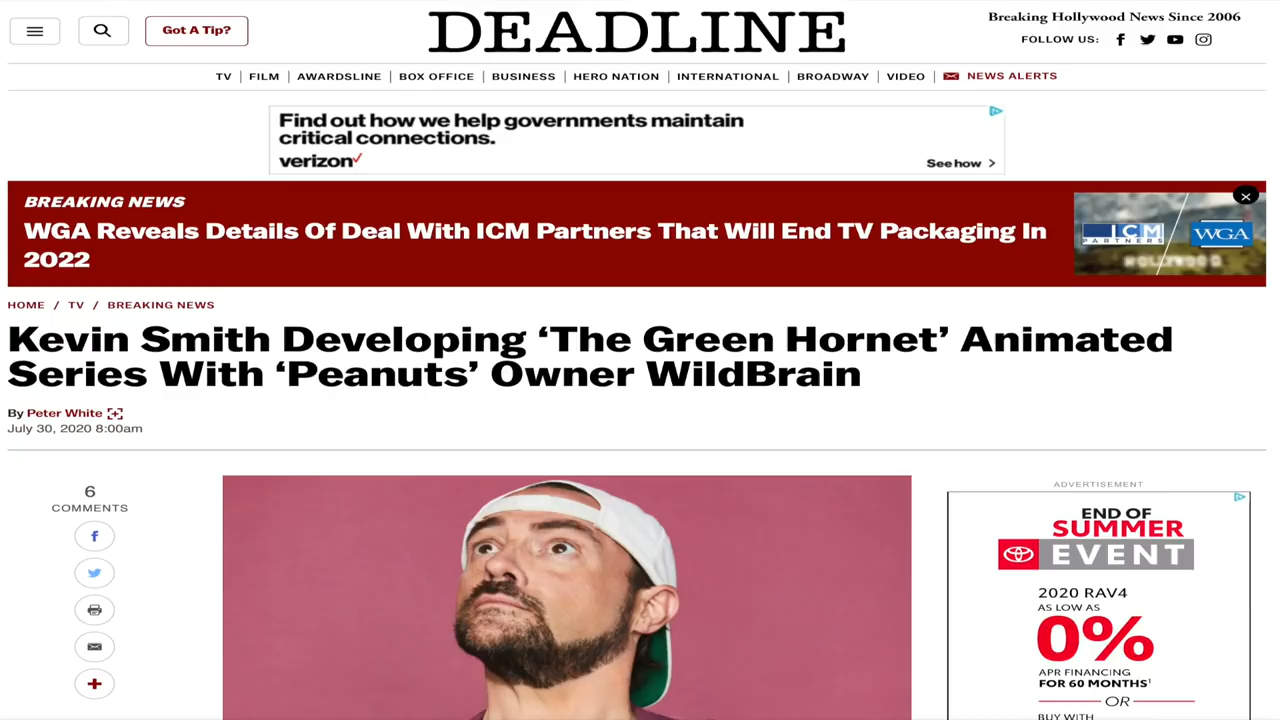 Got A Tip?
DEADLINE
Breaking Hollywood News Since 2006
FOLLOW US:
TV | FILM | AWARDSLINE | BOX OFFICE | BUSINESS | HERO NATION | INTERNATIONAL | BROADWAY | VIDEO | NEWS ALERTS
Find out how we help governments maintain
critical connections.
verizon✓
See how >
BREAKING NEWS
WGA Reveals Details Of Deal With ICM Partners That Will End TV Packaging In
2022
ICM
PARTNERS
WGA
HOLLYWOOD
HOME / TV / BREAKING NEWS
Kevin Smith Developing ‘The Green Hornet’ Animated
Series With ‘Peanuts’ Owner WildBrain
By Peter White
July 30, 2020 8:00am
6
COMMENTS
ADVERTISEMENT
END OF
SUMMER
EVENT
2020 RAV4
AS LOW AS
0%
APR FINANCING
FOR 60 MONTHS¹
OR
BUY WITH